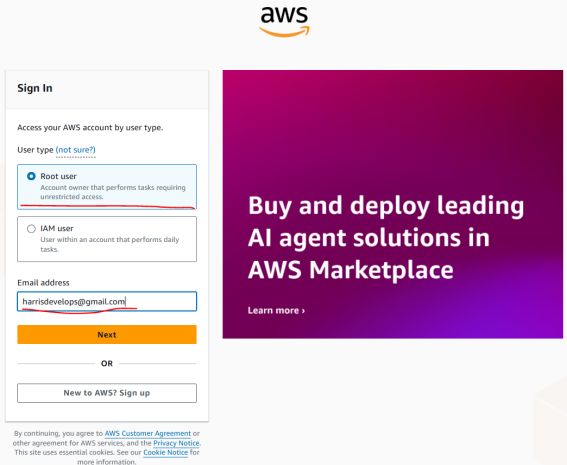 aws
Sign In
Access your AWS account by user type.
User type (not sure?)
Root user
Account owner that performs tasks requiring
unrestricted access.
IAM user
User within an account that performs daily
tasks.
Email address
harrisdevelops@gmail.com
Next
OR
New to AWS? Sign up
By continuing, you agree to AWS Customer Agreement or
other agreement for AWS services, and the Privacy Notice.
This site uses essential cookies. See our Cookie Notice for
more information.
Buy and deploy leading
AI agent solutions in
AWS Marketplace
Learn more ›